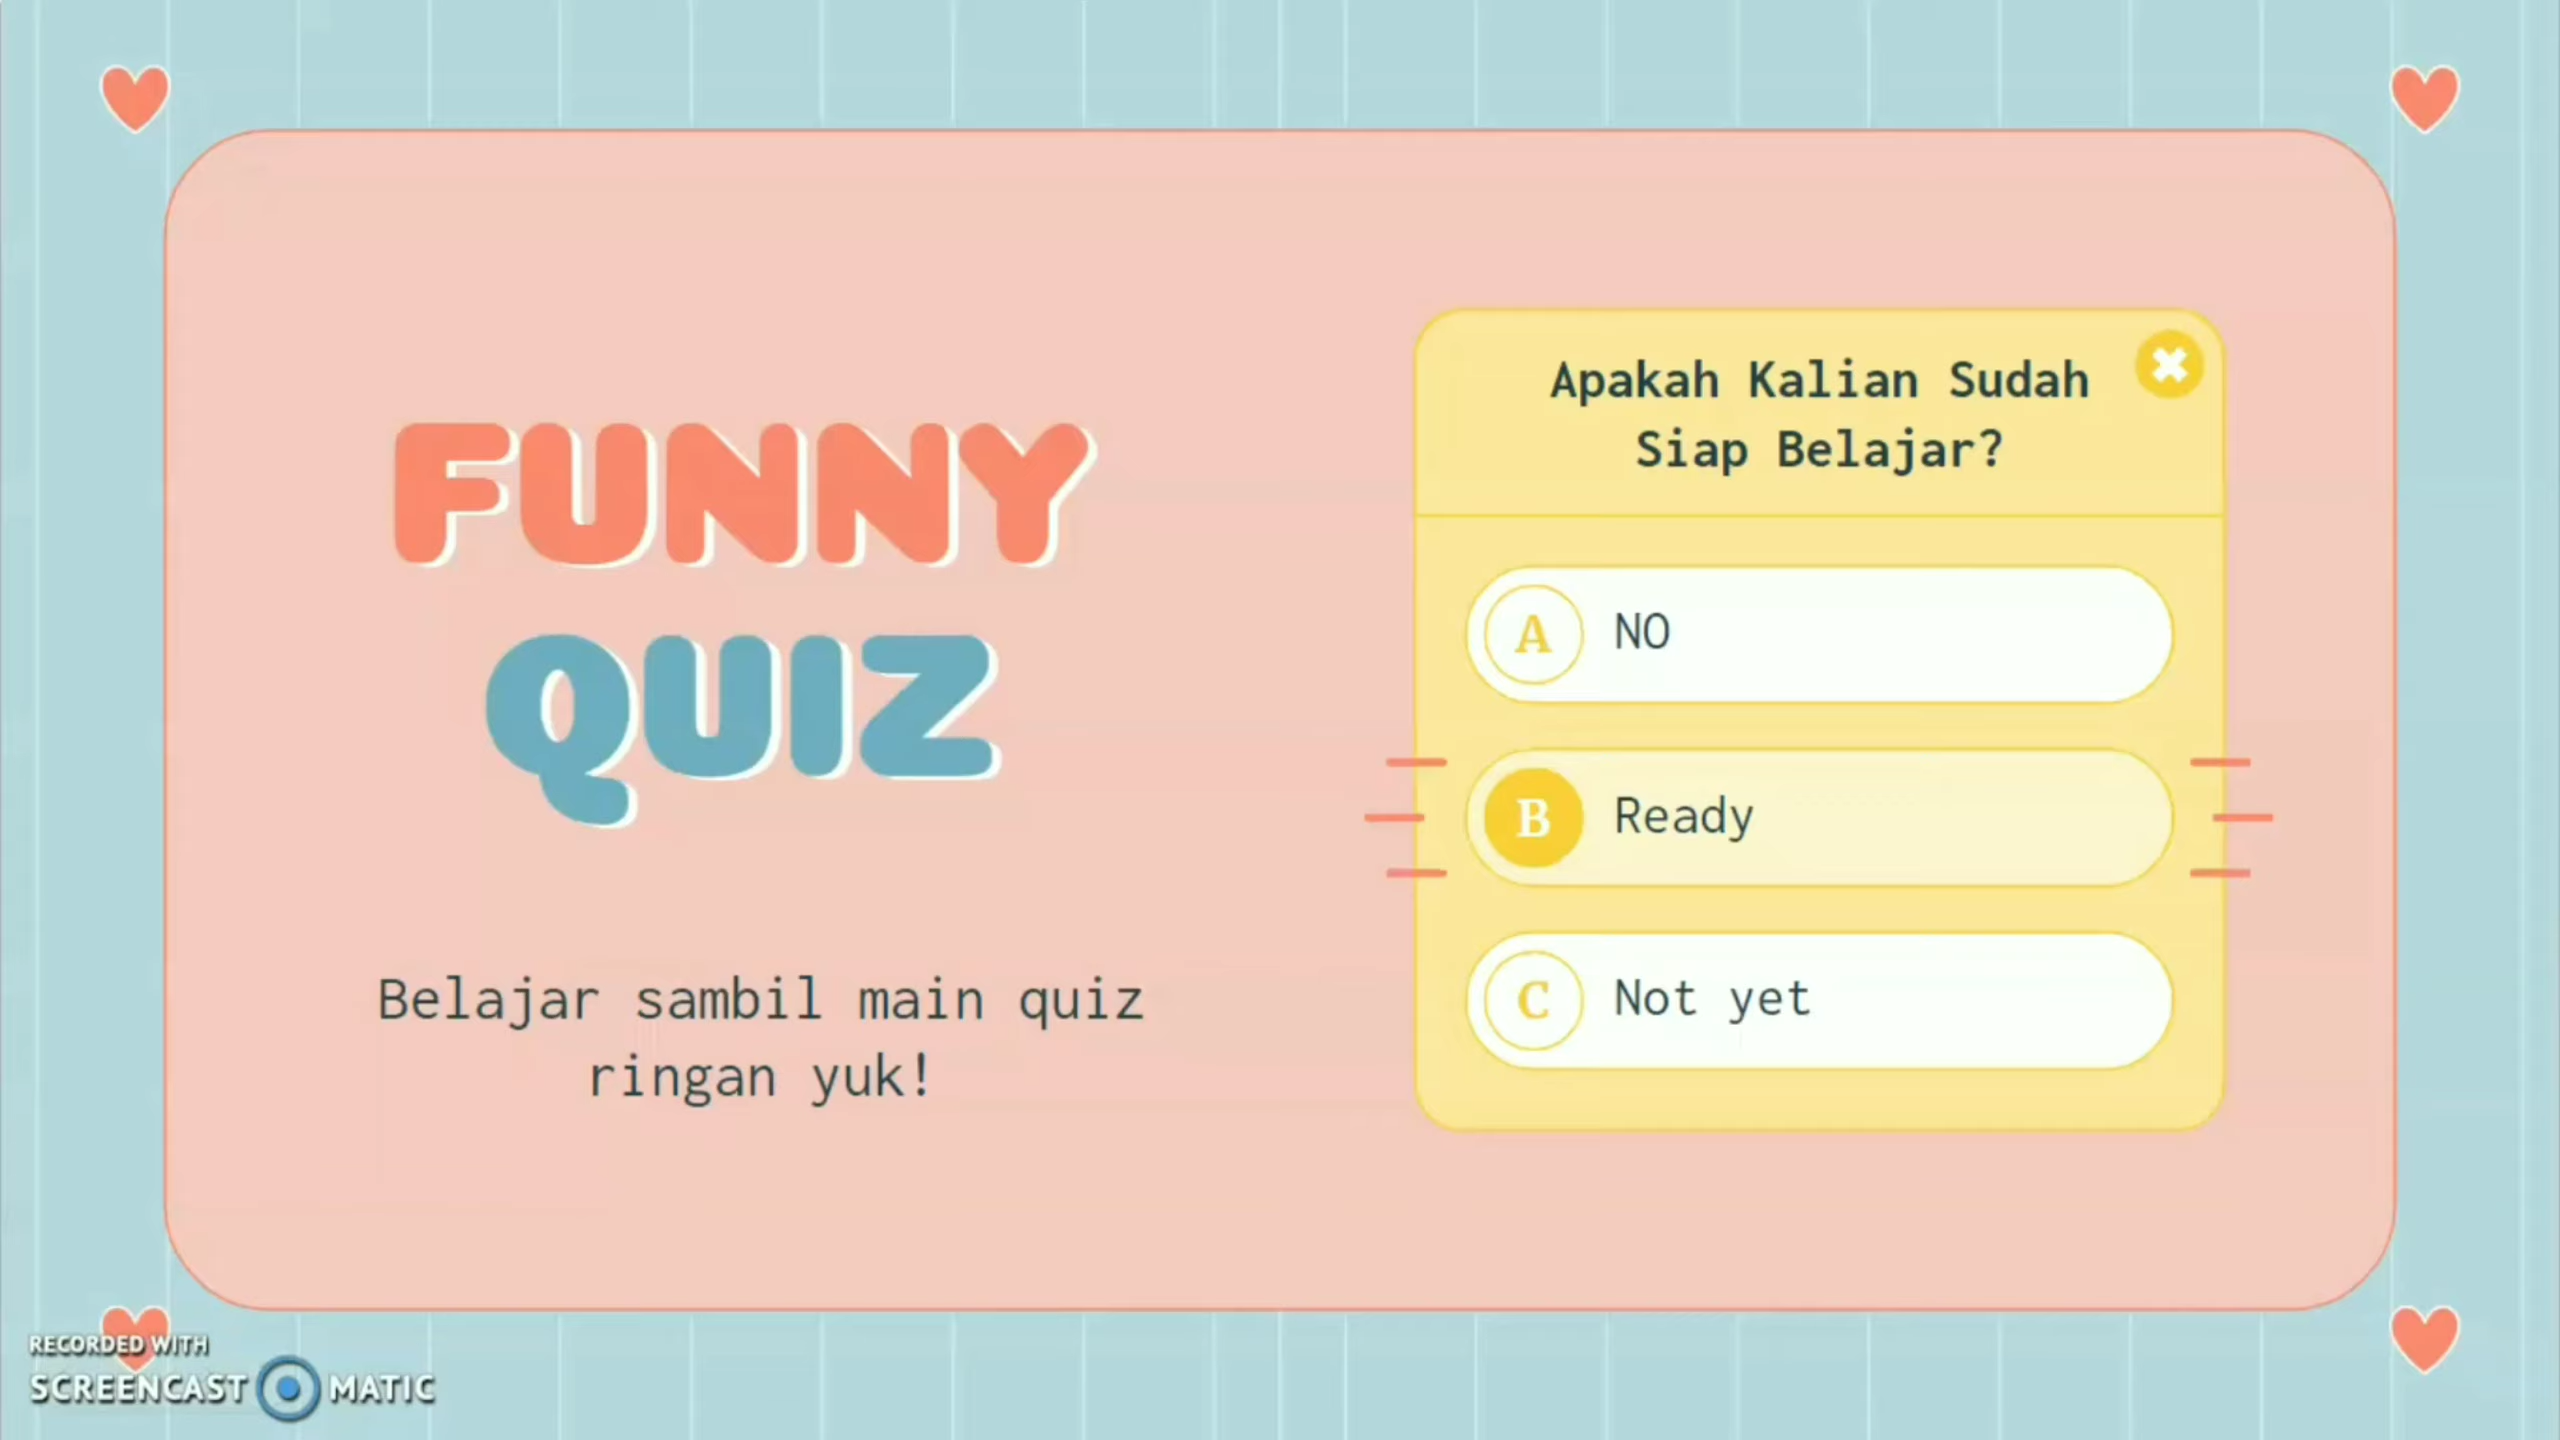 FUNNY
QUIZ
Belajar sambil main quiz
ringan yuk!
Apakah Kalian Sudah
Siap Belajar?
A NO
B Ready
C Not yet
RECORDED WITH
SCREENCAST MATIC